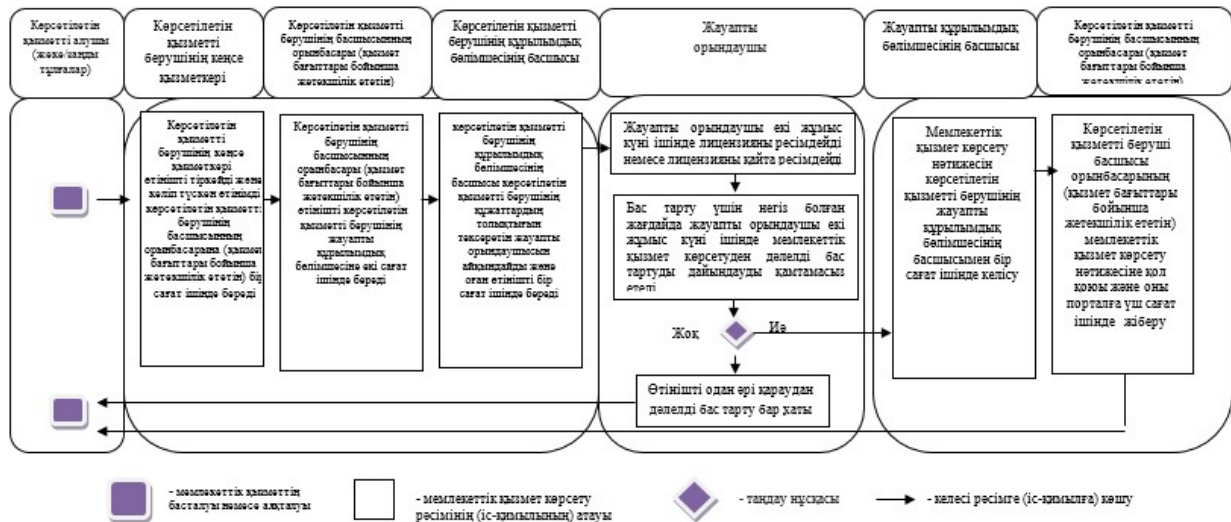 Көрсетілетін
қызметті алушы
(жеке/заңды
тұлғалар)
Көрсетілетін
қызметті
берушінің кеңсе
қызметкері
Көрсетілетін қызметті
берушінің басшысынның
орынбасары (қызмет
бағыттары бойынша
жетекшілік ететін)
Көрсетілетін қызметті
берушінің құрылымдық
бөлімшесінің басшысы
Жауапты
орындаушы
Жауапты құрылымдық
бөлімшесінің басшысы
Көрсетілетін қызметті
берушінің басшысынның
орынбасары (қызмет
бағыттары бойынша
жетекшілік ететін)
Көрсетілетін
қызметті
берушінің кеңсе
қызметкері
өтінішті тіркейді және
келіп түскен өтінімді
көрсетілетін қызметті
берушінің
басшысынның
орынбасарына (қызмет
бағыттары бойынша
жетекшілік ететін) бір
сағат ішінде береді
Көрсетілетін қызметті
берушінің
басшысынның
орынбасары (қызмет
бағыттары бойынша
жетекшілік ететін)
өтінішті көрсетілетін
қызметті берушінің
жауапты
құрылымдық
бөлімшесіне екі сағат
ішінде береді
көрсетілетін қызметті
берушінің
құрылымдық
бөлімшесінің
басшысы көрсетілетін
қызметті берушінің
құжаттардың
толықтығын
тексеретін жауапты
орындаушысын
айқындайды және
оған өтінішті бір
сағат ішінде береді
Жауапты орындаушы екі жұмыс
күні ішінде лицензияны ресімдейді
немесе лицензияны қайта ресімдейді
Бас тарту үшін негіз болған
жағдайда жауапты орындаушы екі
жұмыс күні ішінде мемлекеттік
қызмет көрсетуден дәлелді бас
тартуды дайындауды қамтамасыз
етеді
Жоқ
Иә
Өтінішті одан әрі қараудан
дәлелді бас тарту бар хаты
Мемлекеттік
қызмет көрсету
нәтижесін
көрсетілетін
қызметті берушінің
жауапты
құрылымдық
бөлімшесінің
басшысымен бір
сағат ішінде келісу
Көрсетілетін
қызметті беруші
басшысы
орынбасарының
(қызмет бағыттары
бойынша
жетекшілік ететін)
мемлекеттік
қызмет көрсету
нәтижесіне қол
қоюы және оны
порталға үш сағат
ішінде жіберу
- мемлекеттік қызметтің
басталуы немесе аяқталуы
- мемлекеттік қызмет көрсету
рәсімінің (іс-қимылының) атауы
- таңдау нұсқасы
- келесі рәсімге (іс-қимылға) көшу